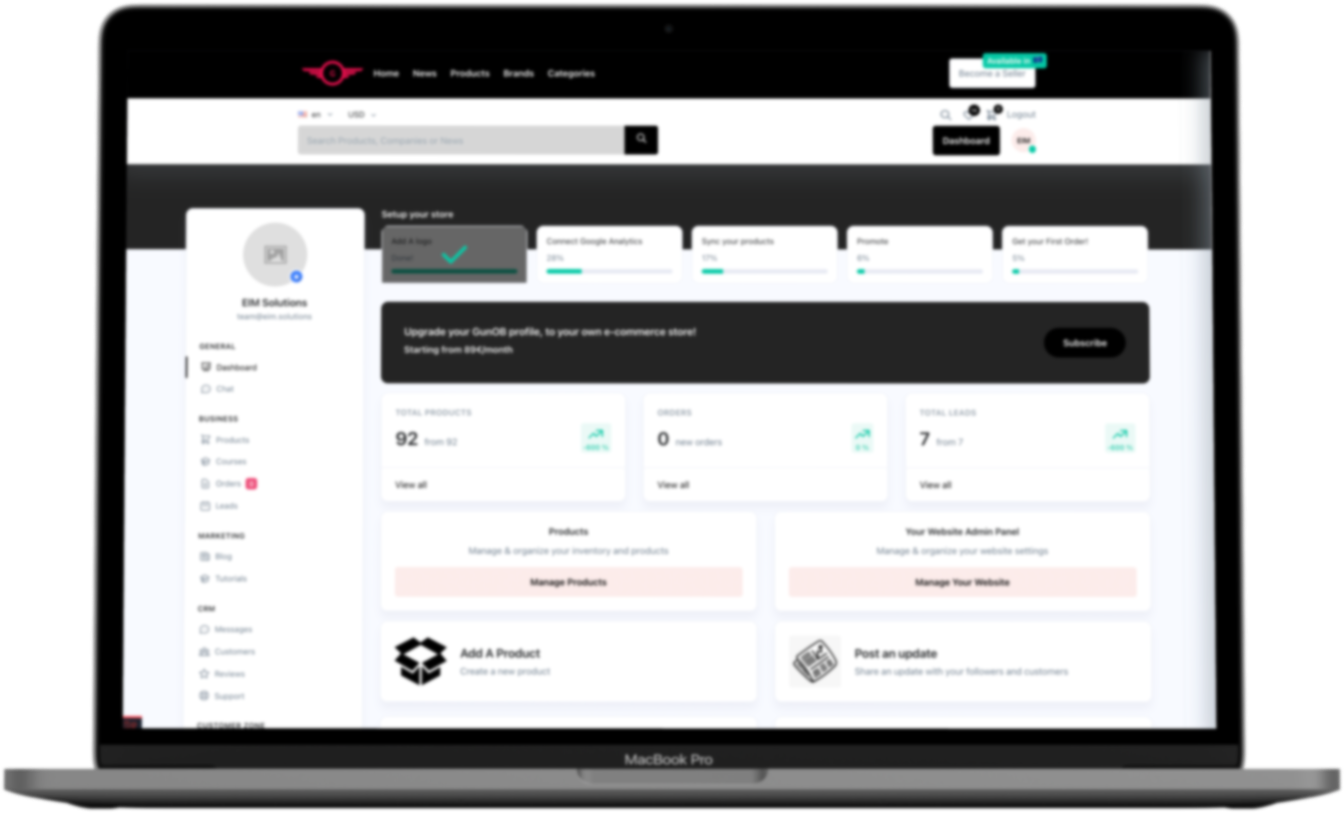 Home News Products Brands Categories
Available in
Become a Seller
en USD
Logout
Search Products, Companies or News
Dashboard
EIM
Setup your store
Add A logo
Done!
Connect Google Analytics
28%
Sync your products
17%
Promote
6%
Get your First Order!
5%
EIM Solutions
team@eim.solutions
GENERAL
Dashboard
Chat
BUSINESS
Products
Courses
Orders
Leads
MARKETING
Blog
Tutorials
CRM
Messages
Customers
Reviews
Support
CUSTOMER ZONE
Upgrade your GunOB profile, to your own e-commerce store!
Starting from 89€/month
Subscribe
TOTAL PRODUCTS
92 from 92
View all
ORDERS
0 new orders
0 %
View all
TOTAL LEADS
7 from 7
View all
Products
Manage & organize your inventory and products
Manage Products
Your Website Admin Panel
Manage & organize your website settings
Manage Your Website
Add A Product
Create a new product
Post an update
Share an update with your followers and customers
MacBook Pro